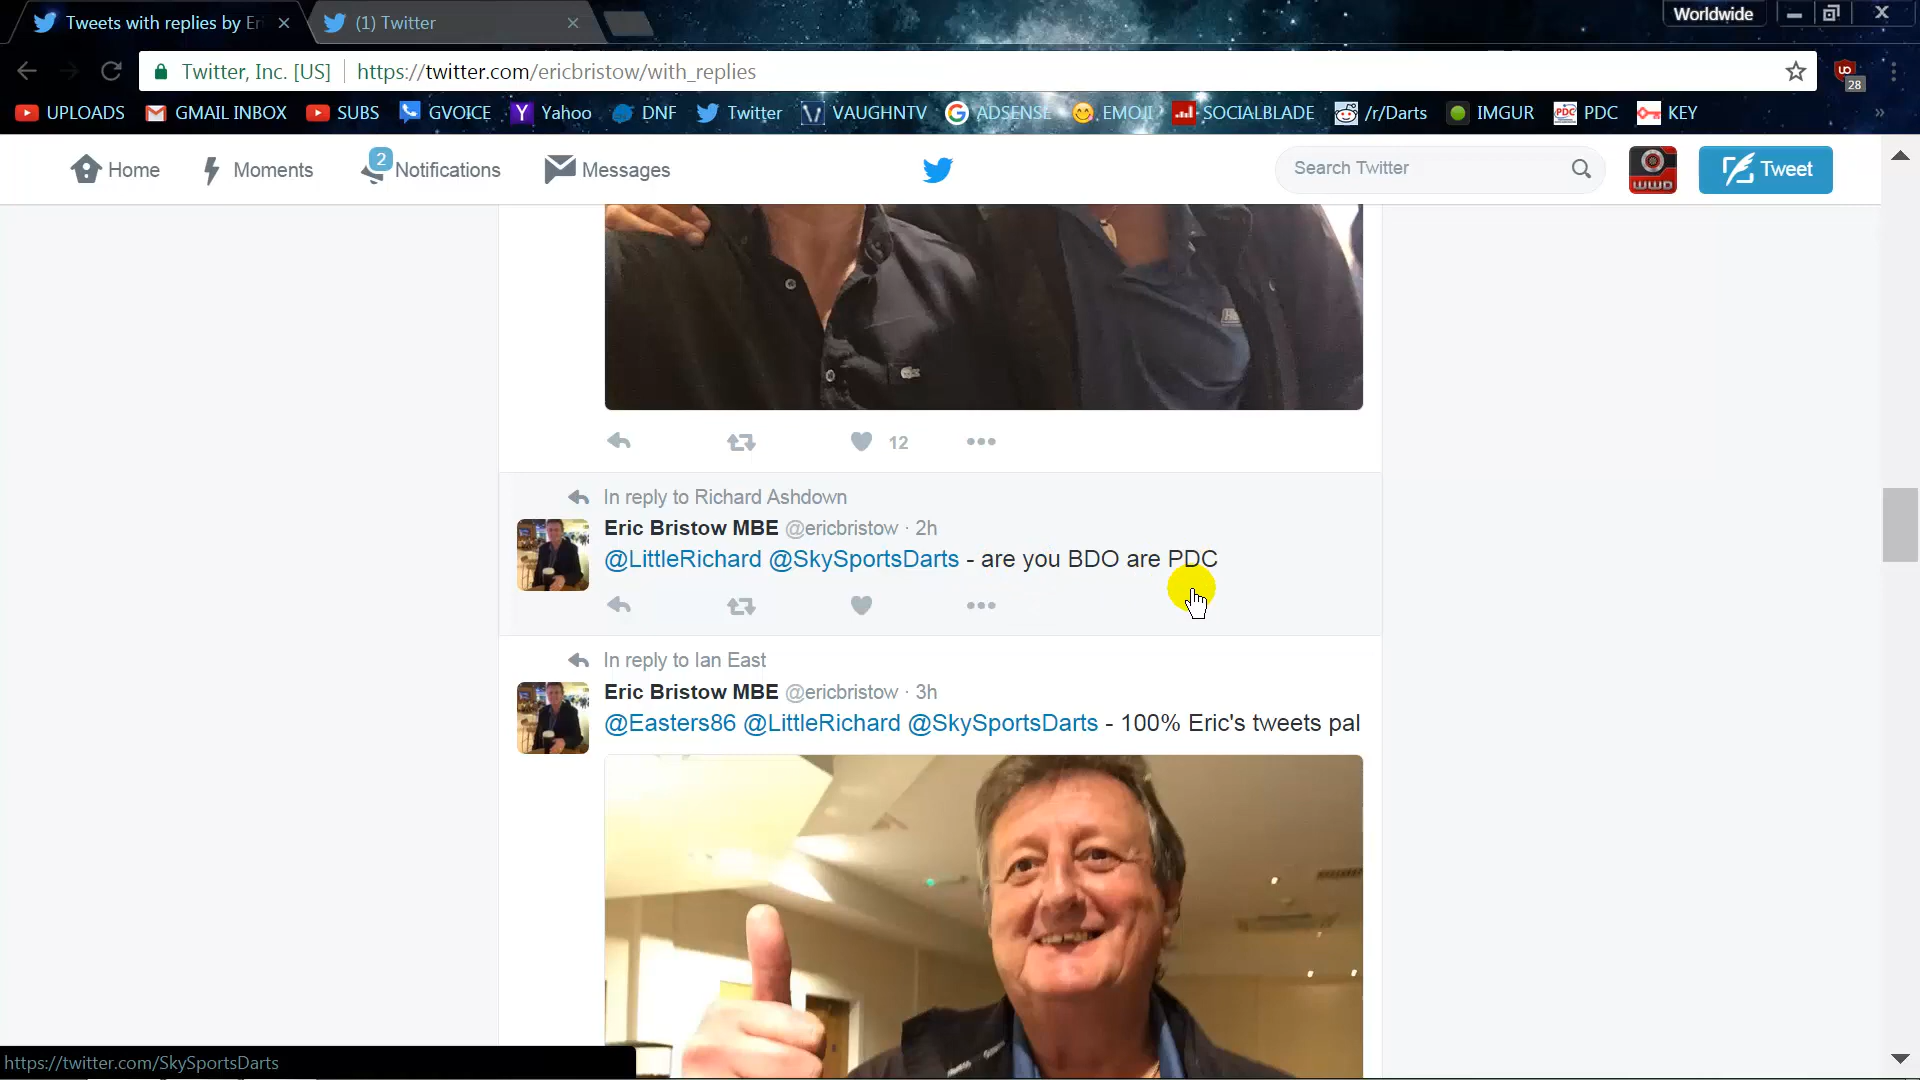 Tweets with replies by Er
(1) Twitter
Worldwide
Twitter, Inc. [US]
https://twitter.com/ericbristow/with_replies
28
UPLOADS
GMAIL INBOX
SUBS
GVOICE
Yahoo
DNF
Twitter
VAUGHNTV
ADSENSE
EMOJI
SOCIALBLADE
/r/Darts
IMGUR
PDC
KEY
Home
Moments
2
Notifications
Messages
Search Twitter
WWD
Tweet
12
In reply to Richard Ashdown
Eric Bristow MBE @ericbristow · 2h
@LittleRichard @SkySportsDarts - are you BDO are PDC
In reply to Ian East
Eric Bristow MBE @ericbristow · 3h
@Easters86 @LittleRichard @SkySportsDarts - 100% Eric's tweets pal
https://twitter.com/SkySportsDarts